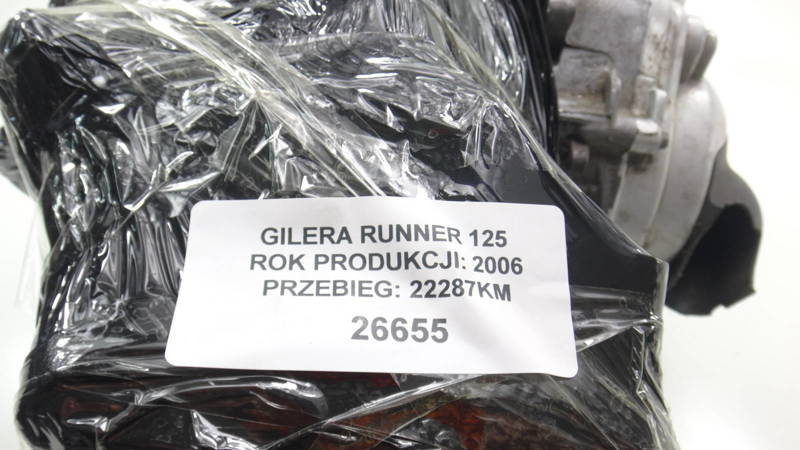 GILERA RUNNER 125
ROK PRODUKCJI: 2006
PRZEBIEG: 22287KM
26655